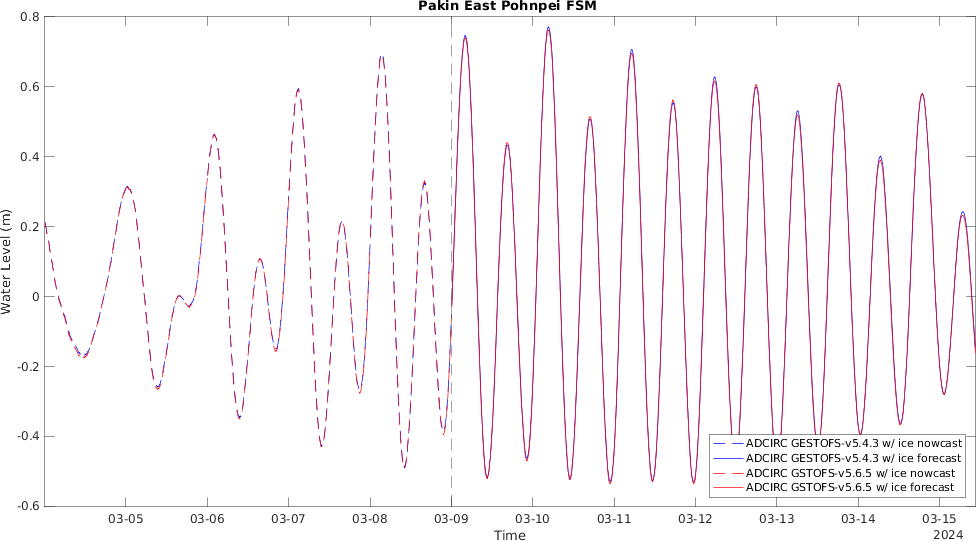 Pakin East Pohnpei FSM
0.8
0.6
0.4
0.2
0
-0.2
-0.4
-0.6
Water Level (m)
ADCIRC GESTOFS-v5.4.3 w/ ice nowcast
ADCIRC GESTOFS-v5.4.3 w/ ice forecast
ADCIRC GSTOFS-v5.6.5 w/ ice nowcast
ADCIRC GSTOFS-v5.6.5 w/ ice forecast
03-05 03-06 03-07 03-08 03-09 03-10 03-11 03-12 03-13 03-14 03-15
Time
2024